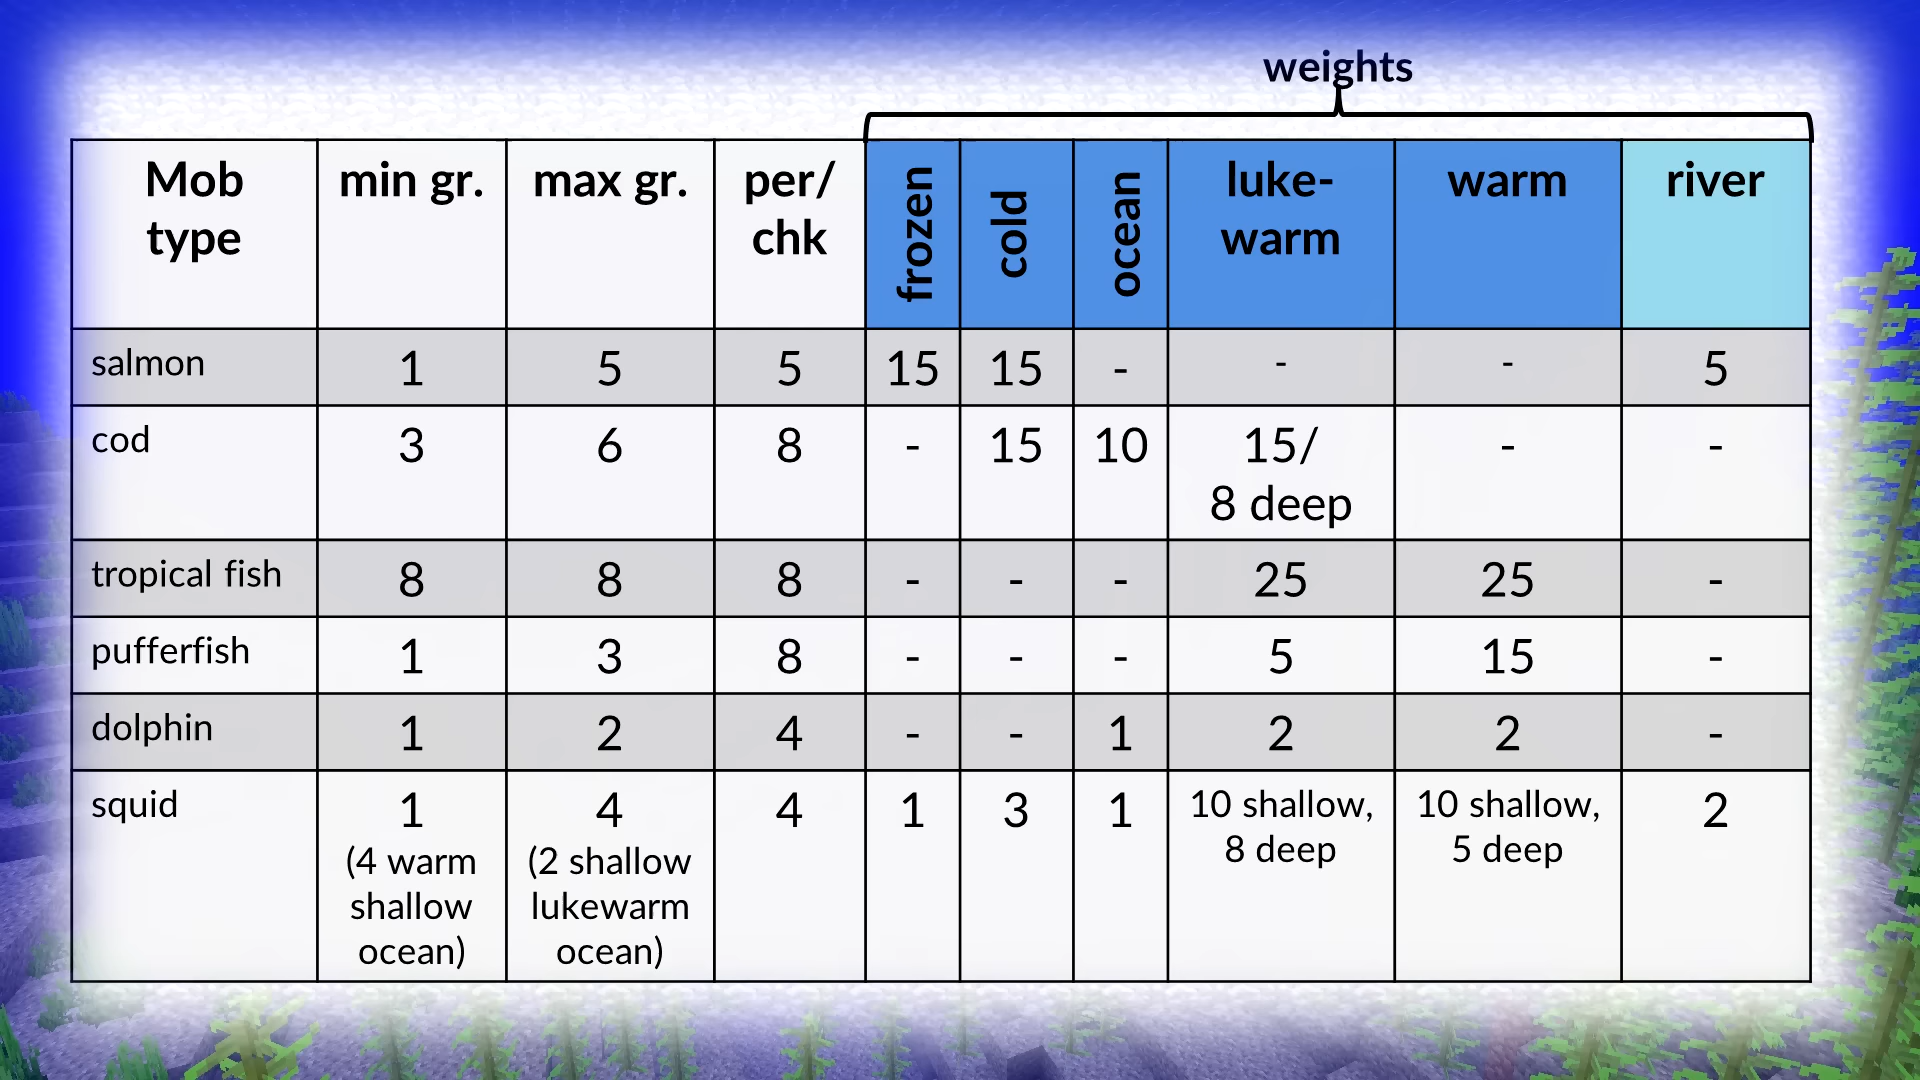 weights
Mob type | min gr. | max gr. | per/ chk | frozen | cold | ocean | luke- warm | warm | river
salmon | 1 | 5 | 5 | 15 | 15 | - | - | - | 5
cod | 3 | 6 | 8 | - | 15 | 10 | 15/ 8 deep | - | -
tropical fish | 8 | 8 | 8 | - | - | - | 25 | 25 | -
pufferfish | 1 | 3 | 8 | - | - | - | 5 | 15 | -
dolphin | 1 | 2 | 4 | - | - | 1 | 2 | 2 | -
squid | 1 (4 warm shallow ocean) | 4 (2 shallow lukewarm ocean) | 4 | 1 | 3 | 1 | 10 shallow, 8 deep | 10 shallow, 5 deep | 2